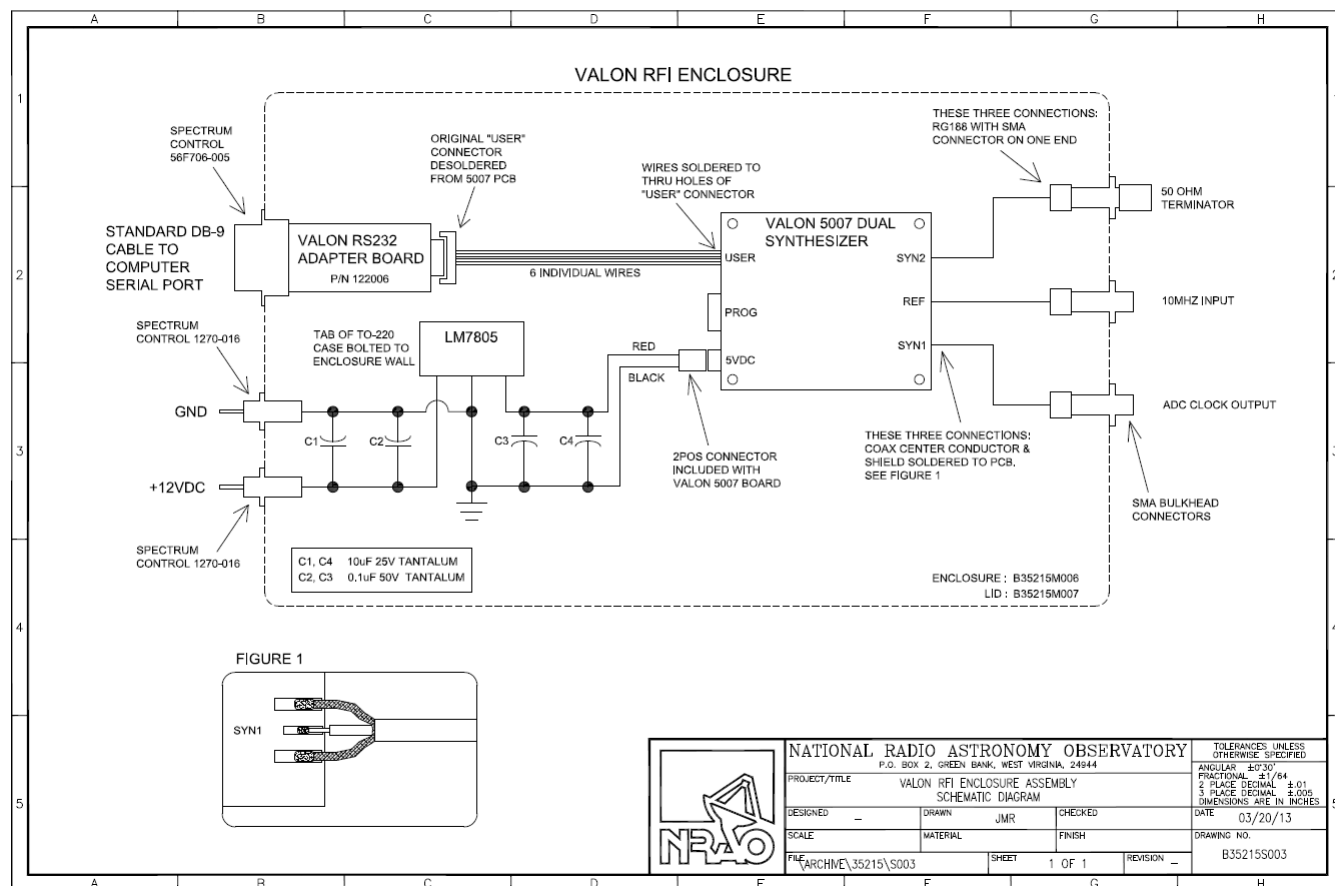 A B C D E F G H
VALON RFI ENCLOSURE
1
1
SPECTRUM
CONTROL
56F706-005
ORIGINAL "USER"
CONNECTOR
DESOLDERED
FROM 5007 PCB
WIRES SOLDERED TO
THRU HOLES OF
"USER" CONNECTOR
THESE THREE CONNECTIONS:
RG188 WITH SMA
CONNECTOR ON ONE END
50 OHM
TERMINATOR
STANDARD DB-9
CABLE TO
COMPUTER
SERIAL PORT
VALON RS232
ADAPTER BOARD
P/N 122006
6 INDIVIDUAL WIRES
VALON 5007 DUAL
SYNTHESIZER
USER
PROG
5VDC
SYN2
REF
SYN1
10MHZ INPUT
2
2
SPECTRUM
CONTROL 1270-016
TAB OF TO-220
CASE BOLTED TO
ENCLOSURE WALL
LM7805
RED
BLACK
GND
C1
C2
C3
C4
ADC CLOCK OUTPUT
2POS CONNECTOR
INCLUDED WITH
VALON 5007 BOARD
THESE THREE CONNECTIONS:
COAX CENTER CONDUCTOR &
SHIELD SOLDERED TO PCB.
SEE FIGURE 1
3
3
+12VDC
SMA BULKHEAD
CONNECTORS
SPECTRUM
CONTROL 1270-016
C1, C4 10uF 25V TANTALUM
C2, C3 0.1uF 50V TANTALUM
ENCLOSURE : B35215M006
LID : B35215M007
4
4
FIGURE 1
SYN1
NRAO
NATIONAL RADIO ASTRONOMY OBSERVATORY
P.O. BOX 2, GREEN BANK, WEST VIRGINIA, 24944
PROJECT/TITLE
VALON RFI ENCLOSURE ASSEMBLY
SCHEMATIC DIAGRAM
TOLERANCES UNLESS
OTHERWISE SPECIFIED
ANGULAR ±0°30'
FRACTIONAL ±1/64
2 PLACE DECIMAL ±.01
3 PLACE DECIMAL ±.005
DIMENSIONS ARE IN INCHES
DESIGNED –
DRAWN JMR
CHECKED
DATE 03/20/13
SCALE
MATERIAL
FINISH
DRAWING NO.
B35215S003
FILE \ARCHIVE\35215\S003
SHEET 1 OF 1
REVISION –
5
5
A B C D E F G H